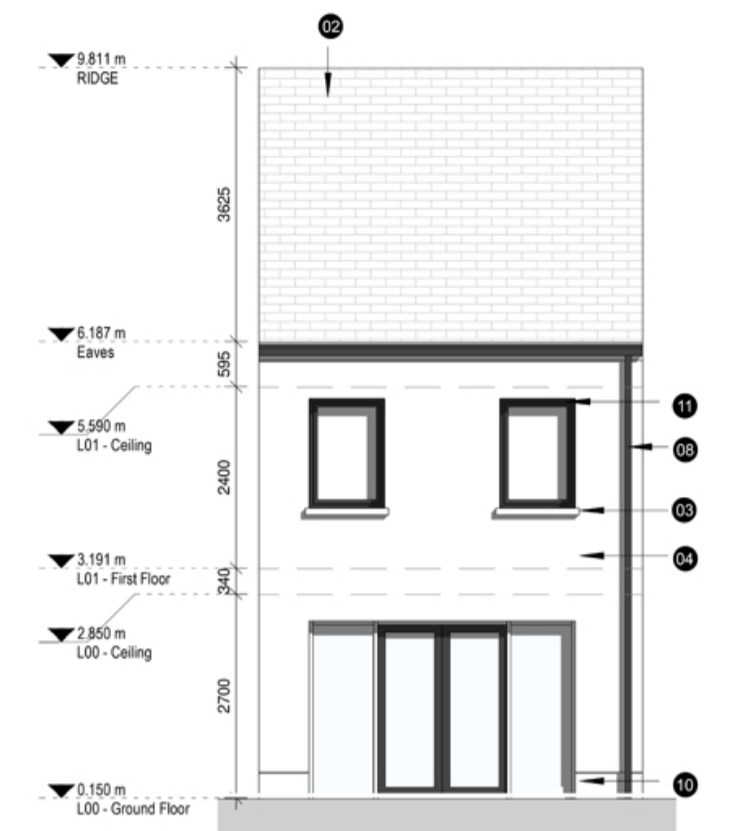 02
9.811 m
RIDGE
3625
6.187 m
Eaves
595
5.590 m
L01 - Ceiling
11
08
2400
03
04
3.191 m
L01 - First Floor
340
2.850 m
L00 - Ceiling
2700
10
0.150 m
L00 - Ground Floor